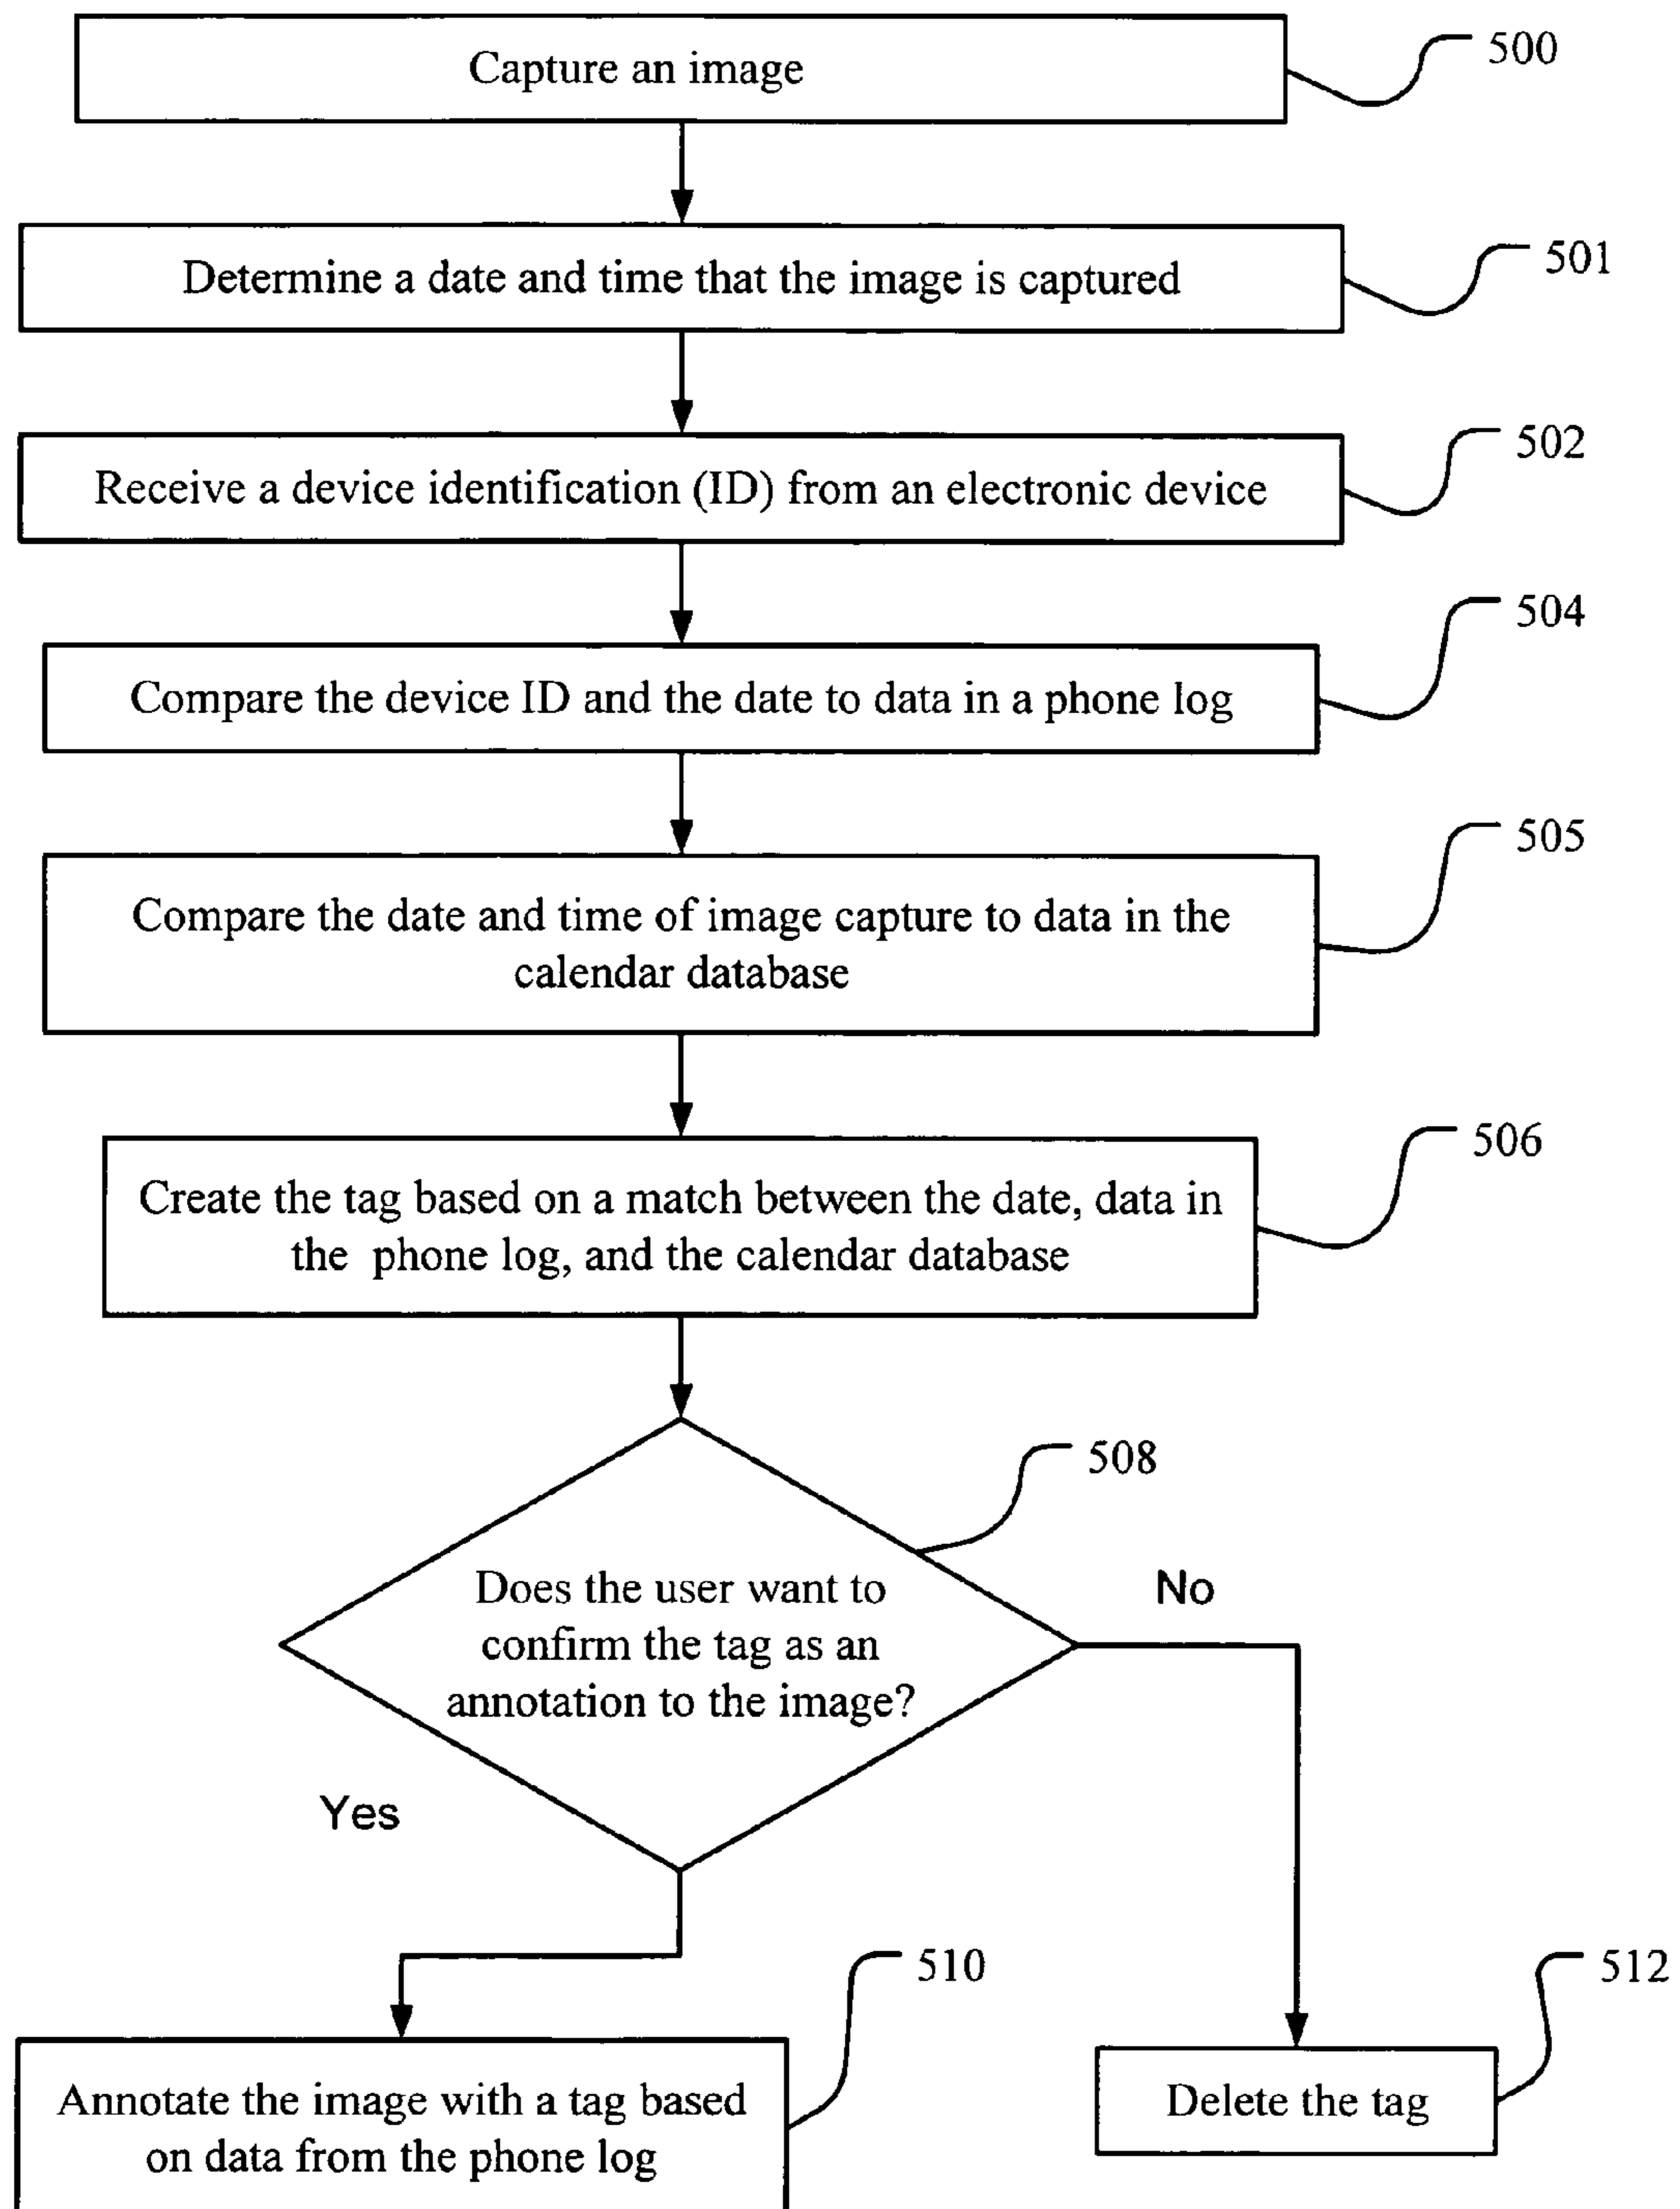 Capture an image
500
Determine a date and time that the image is captured
501
Receive a device identification (ID) from an electronic device
502
Compare the device ID and the date to data in a phone log
504
Compare the date and time of image capture to data in the
calendar database
505
Create the tag based on a match between the date, data in
the phone log, and the calendar database
506
Does the user want to
confirm the tag as an
annotation to the image?
508
No
Yes
Annotate the image with a tag based
on data from the phone log
510
Delete the tag
512